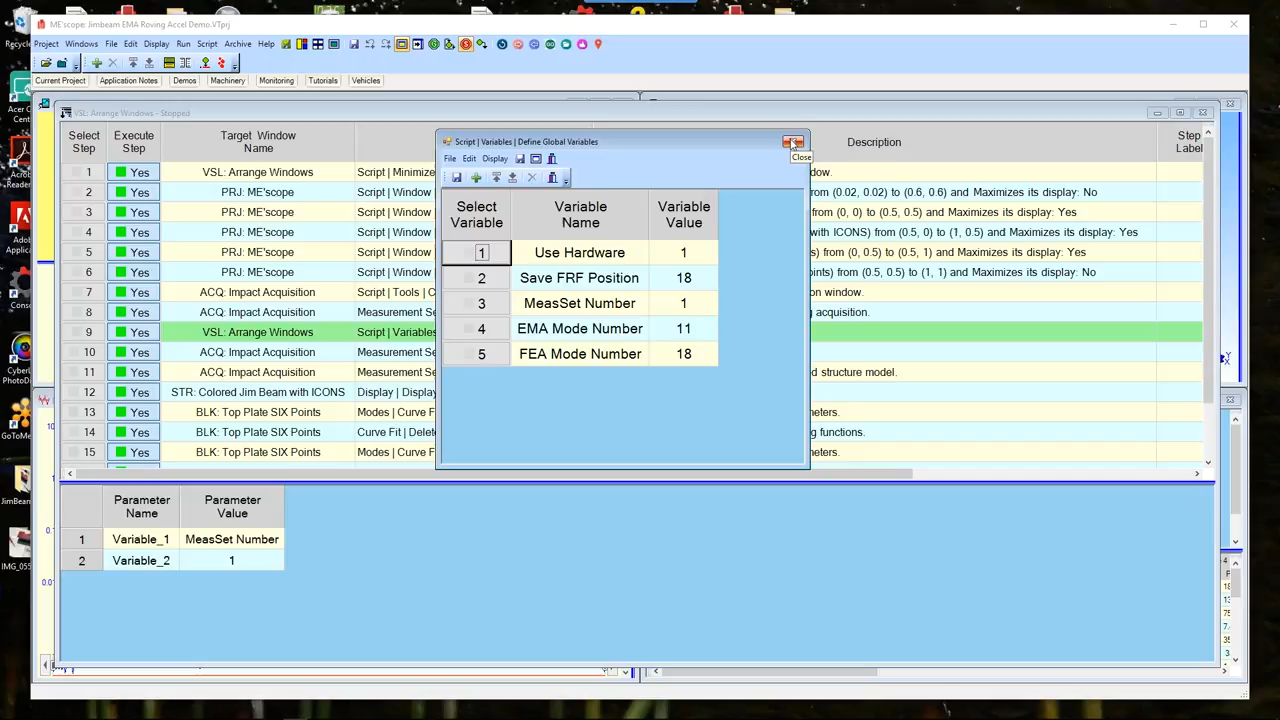 ME'scope: Jimbeam EMA Roving Accel Demo.VTprj
Project Windows File Edit Display Run Script Archive Help
Current Project Application Notes Demos Machinery Monitoring Tutorials Vehicles
VSL: Arrange Windows - Stopped
Select Step
Execute Step
Target Window Name
Description
Step Label
1 Yes VSL: Arrange Windows Script | Minimize
2 Yes PRJ: ME'scope Script | Window from (0.02, 0.02) to (0.6, 0.6) and Maximizes its display: No
3 Yes PRJ: ME'scope Script | Window from (0, 0) to (0.5, 0.5) and Maximizes its display: Yes
4 Yes PRJ: ME'scope Script | Window with ICONS) from (0.5, 0) to (1, 0.5) and Maximizes its display: Yes
5 Yes PRJ: ME'scope Script | Window from (0, 0.5) to (0.5, 1) and Maximizes its display: Yes
6 Yes PRJ: ME'scope Script | Window oints) from (0.5, 0.5) to (1, 1) and Maximizes its display: No
7 Yes ACQ: Impact Acquisition Script | Tools | C on window.
8 Yes ACQ: Impact Acquisition Measurement Se g acquisition.
9 Yes VSL: Arrange Windows Script | Variables
10 Yes ACQ: Impact Acquisition Measurement Se
11 Yes ACQ: Impact Acquisition Measurement Se d structure model.
12 Yes STR: Colored Jim Beam with ICONS Display | Display
13 Yes BLK: Top Plate SIX Points Modes | Curve F meters.
14 Yes BLK: Top Plate SIX Points Curve Fit | Delete g functions.
15 Yes BLK: Top Plate SIX Points Modes | Curve F meters.
Script | Variables | Define Global Variables
Close
File Edit Display
Select Variable
Variable Name
Variable Value
1 Use Hardware 1
2 Save FRF Position 18
3 MeasSet Number 1
4 EMA Mode Number 11
5 FEA Mode Number 18
Parameter Name
Parameter Value
1 Variable_1 MeasSet Number
2 Variable_2 1